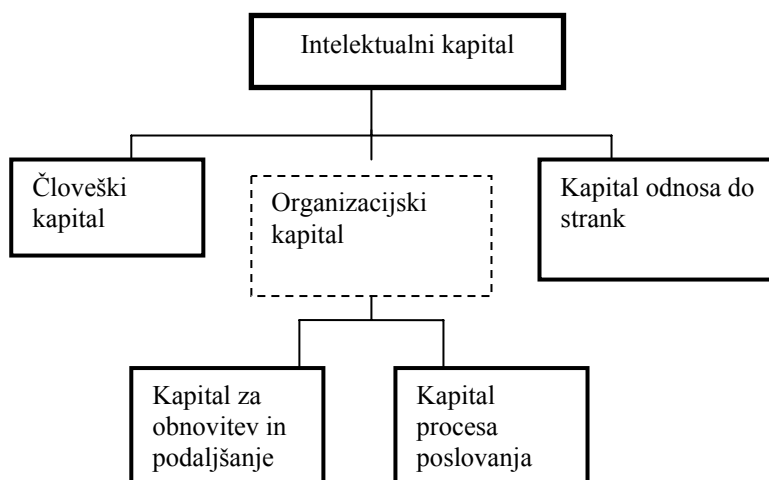 Intelektualni kapital
Človeški
kapital
Organizacijski
kapital
Kapital odnosa do
strank
Kapital za
obnovitev in
podaljšanje
Kapital
procesa
poslovanja